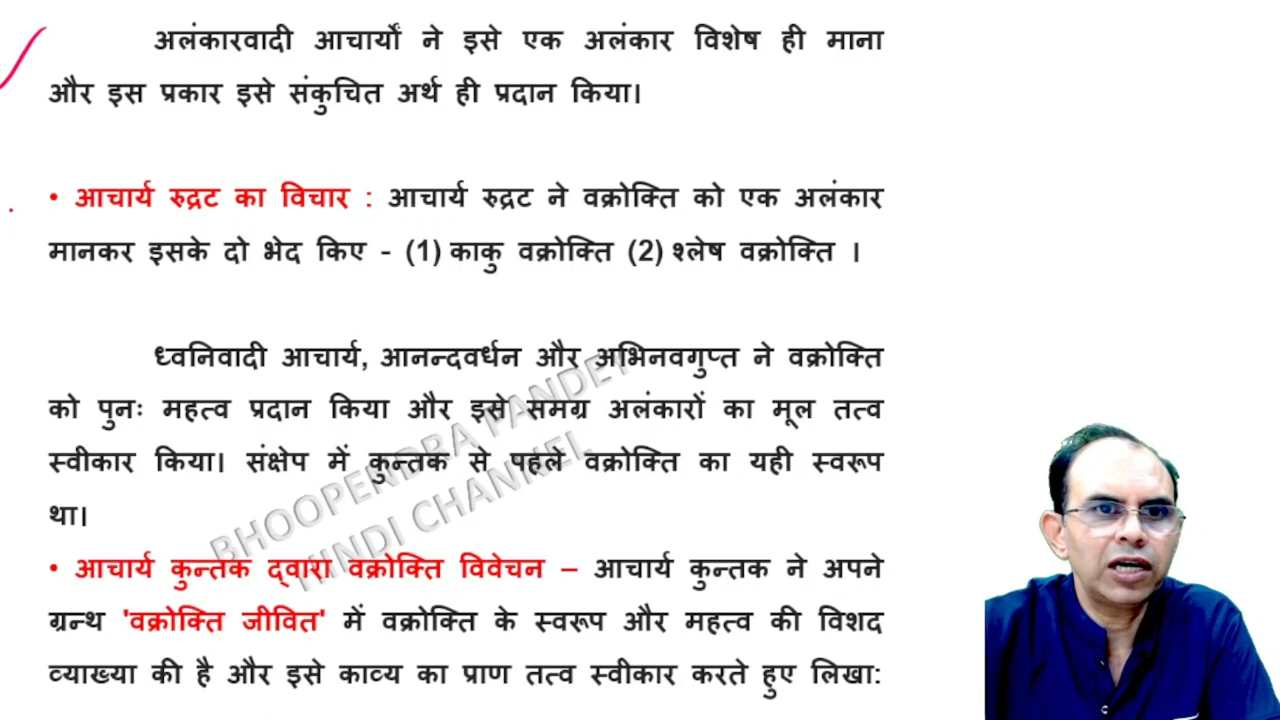 अलंकारवादी आचार्यों ने इसे एक अलंकार विशेष ही माना
और इस प्रकार इसे संकुचित अर्थ ही प्रदान किया।
• आचार्य रुद्रट का विचार : आचार्य रुद्रट ने वक्रोक्ति को एक अलंकार
मानकर इसके दो भेद किए - (1) काकु वक्रोक्ति (2) श्लेष वक्रोक्ति ।
ध्वनिवादी आचार्य, आनन्दवर्धन और अभिनवगुप्त ने वक्रोक्ति
को पुनः महत्व प्रदान किया और इसे समग्र अलंकारों का मूल तत्व
स्वीकार किया। संक्षेप में कुन्तक से पहले वक्रोक्ति का यही स्वरूप
था।
• आचार्य कुन्तक द्वारा वक्रोक्ति विवेचन – आचार्य कुन्तक ने अपने
ग्रन्थ 'वक्रोक्ति जीवित' में वक्रोक्ति के स्वरूप और महत्व की विशद
व्याख्या की है और इसे काव्य का प्राण तत्व स्वीकार करते हुए लिखा:
BHOOPENDRA PANDEY
HINDI CHANNEL